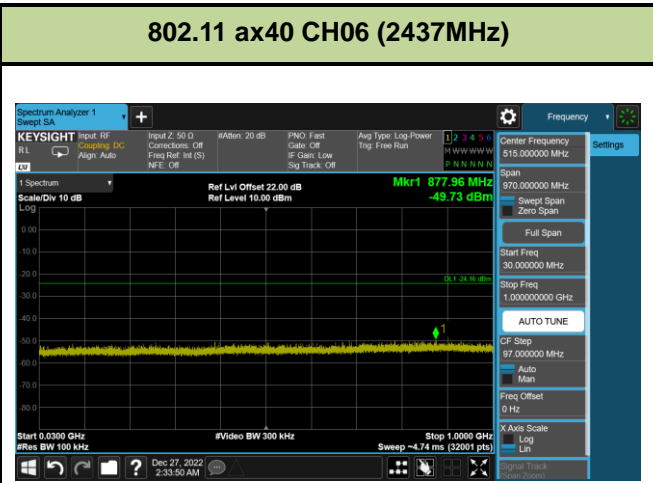 802.11 ax40 CH06 (2437MHz)
Spectrum Analyzer 1
Swept SA
+
Frequency
KEYSIGHT
RL
LXI
Input: RF
Coupling: DC
Align: Auto
Input Z: 50 Ω
Corrections: Off
Freq Ref: Int (S)
NFE: Off
#Atten: 20 dB
PNO: Fast
Gate: Off
IF Gain: Low
Sig Track: Off
Avg Type: Log-Power
Trig: Free Run
1 2 3 4 5 6
M W W W W W
P N N N N N
1 Spectrum
Scale/Div 10 dB
Log
Ref Lvl Offset 22.00 dB
Ref Level 10.00 dBm
Mkr1 877.96 MHz
-49.73 dBm
0.00
-10.0
-20.0
DL1 -24.16 dBm
-30.0
-40.0
1
-50.0
-60.0
-70.0
-80.0
Start 0.0300 GHz
#Res BW 100 kHz
#Video BW 300 kHz
Stop 1.0000 GHz
Sweep ~4.74 ms (32001 pts)
Center Frequency
515.000000 MHz
Settings
Span
970.000000 MHz
Swept Span
Zero Span
Full Span
Start Freq
30.000000 MHz
Stop Freq
1.000000000 GHz
AUTO TUNE
CF Step
97.000000 MHz
Auto
Man
Freq Offset
0 Hz
X Axis Scale
Log
Lin
Signal Track
(Span Zoom)
?
Dec 27, 2022
2:33:50 AM